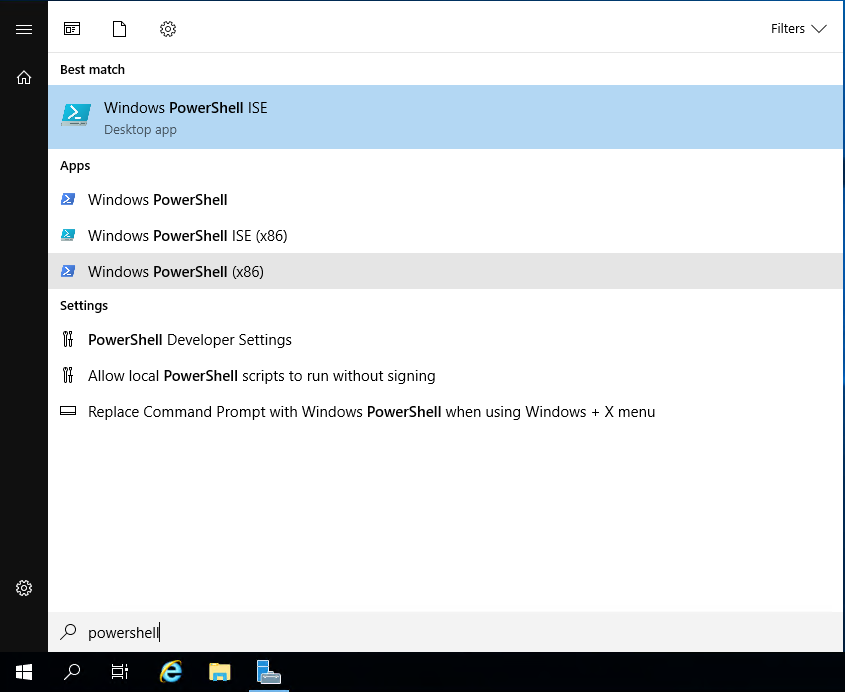 Filters
Best match
Windows PowerShell ISE
Desktop app
Apps
Windows PowerShell
Windows PowerShell ISE (x86)
Windows PowerShell (x86)
Settings
PowerShell Developer Settings
Allow local PowerShell scripts to run without signing
Replace Command Prompt with Windows PowerShell when using Windows + X menu
powershell